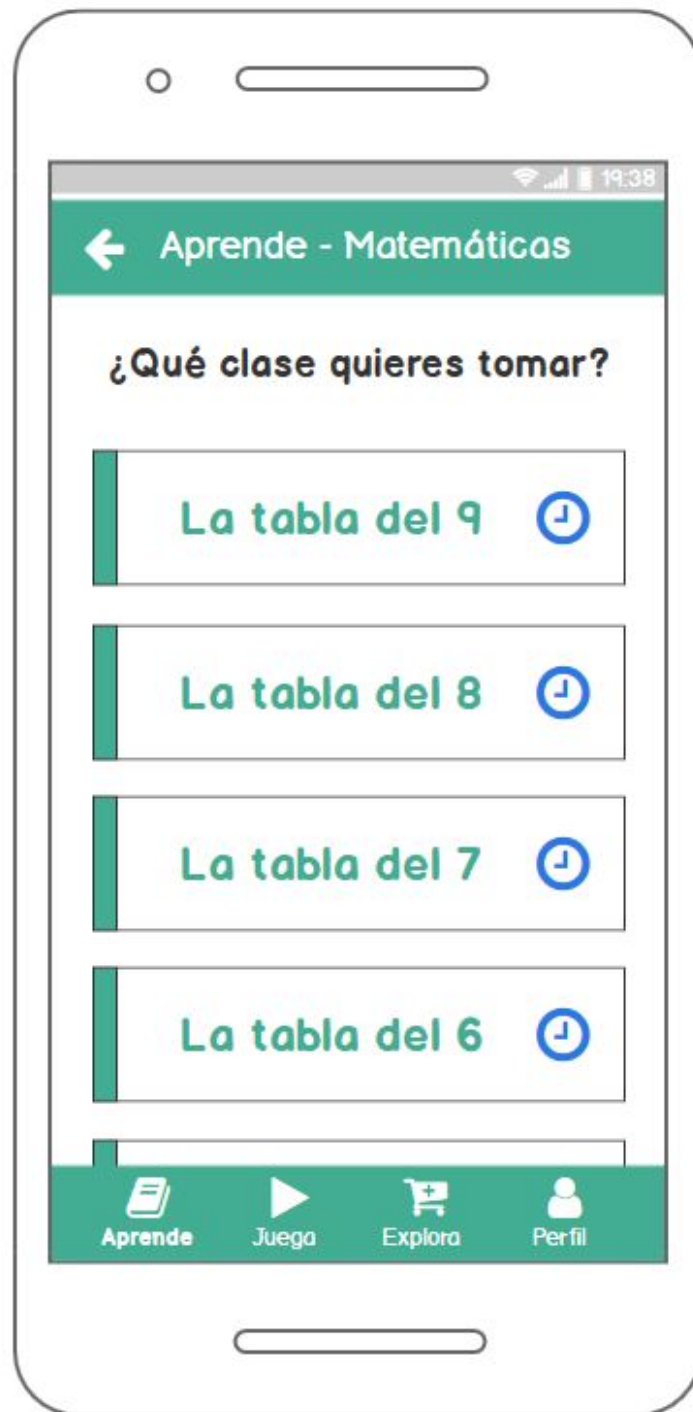 19:38
Aprende - Matemáticas
¿Qué clase quieres tomar?
La tabla del 9
La tabla del 8
La tabla del 7
La tabla del 6
Aprende Juega Explora Perfil